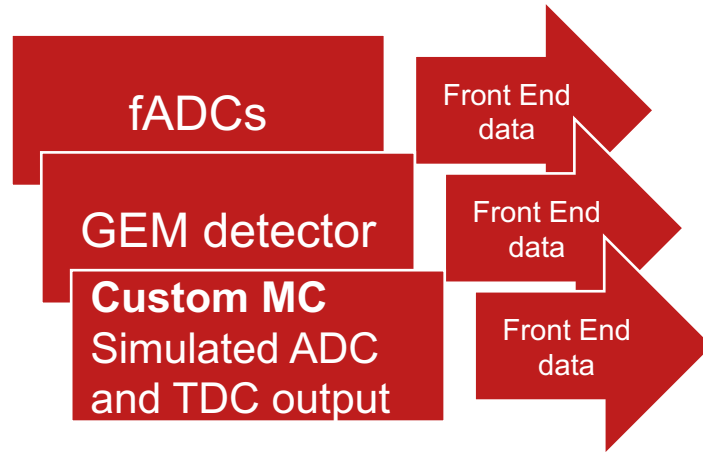 fADCs
Front End
data
GEM detector
Front End
data
Custom MC
Simulated ADC
and TDC output
Front End
data